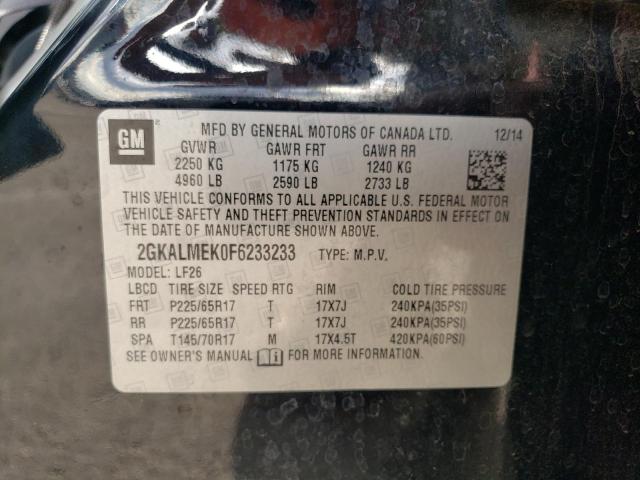 GM
MFD BY GENERAL MOTORS OF CANADA LTD. 12/14
GVWR GAWR FRT GAWR RR
2250 KG 1175 KG 1240 KG
4960 LB 2590 LB 2733 LB
THIS VEHICLE CONFORMS TO ALL APPLICABLE U.S. FEDERAL MOTOR
VEHICLE SAFETY AND THEFT PREVENTION STANDARDS IN EFFECT ON
THE DATE OF MANUFACTURE SHOWN ABOVE.
2GKALMEK0F6233233 TYPE: M.P.V.
MODEL: LF26
LBCD TIRE SIZE SPEED RTG RIM COLD TIRE PRESSURE
FRT P225/65R17 T 17X7J 240KPA(35PSI)
RR P225/65R17 T 17X7J 240KPA(35PSI)
SPA T145/70R17 M 17X4.5T 420KPA(60PSI)
SEE OWNER'S MANUAL FOR MORE INFORMATION.